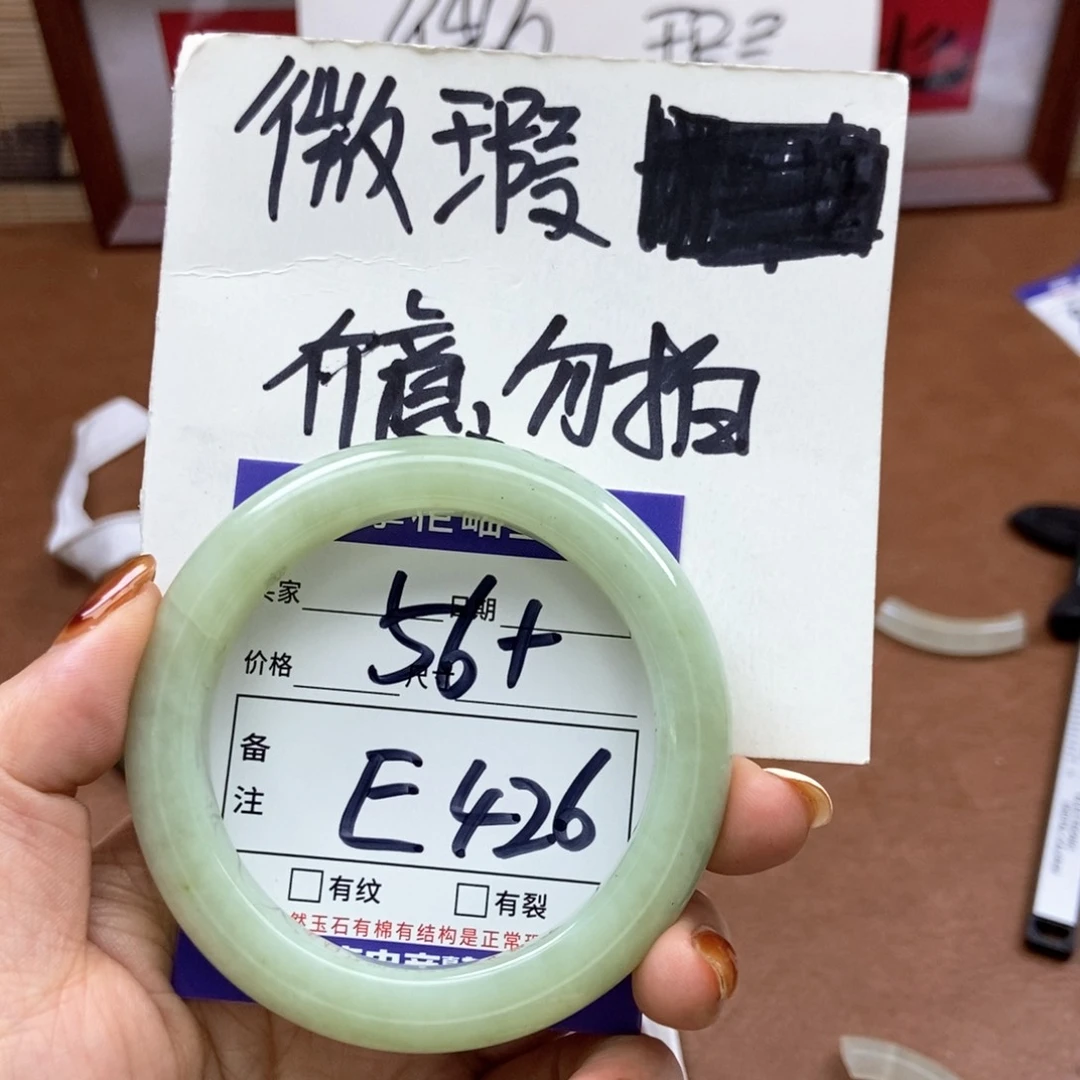 微瑕
介意勿拍
家 日期
56+
价格 尺寸
备注
E426
有纹 有裂
然玉石有棉有结构是正常